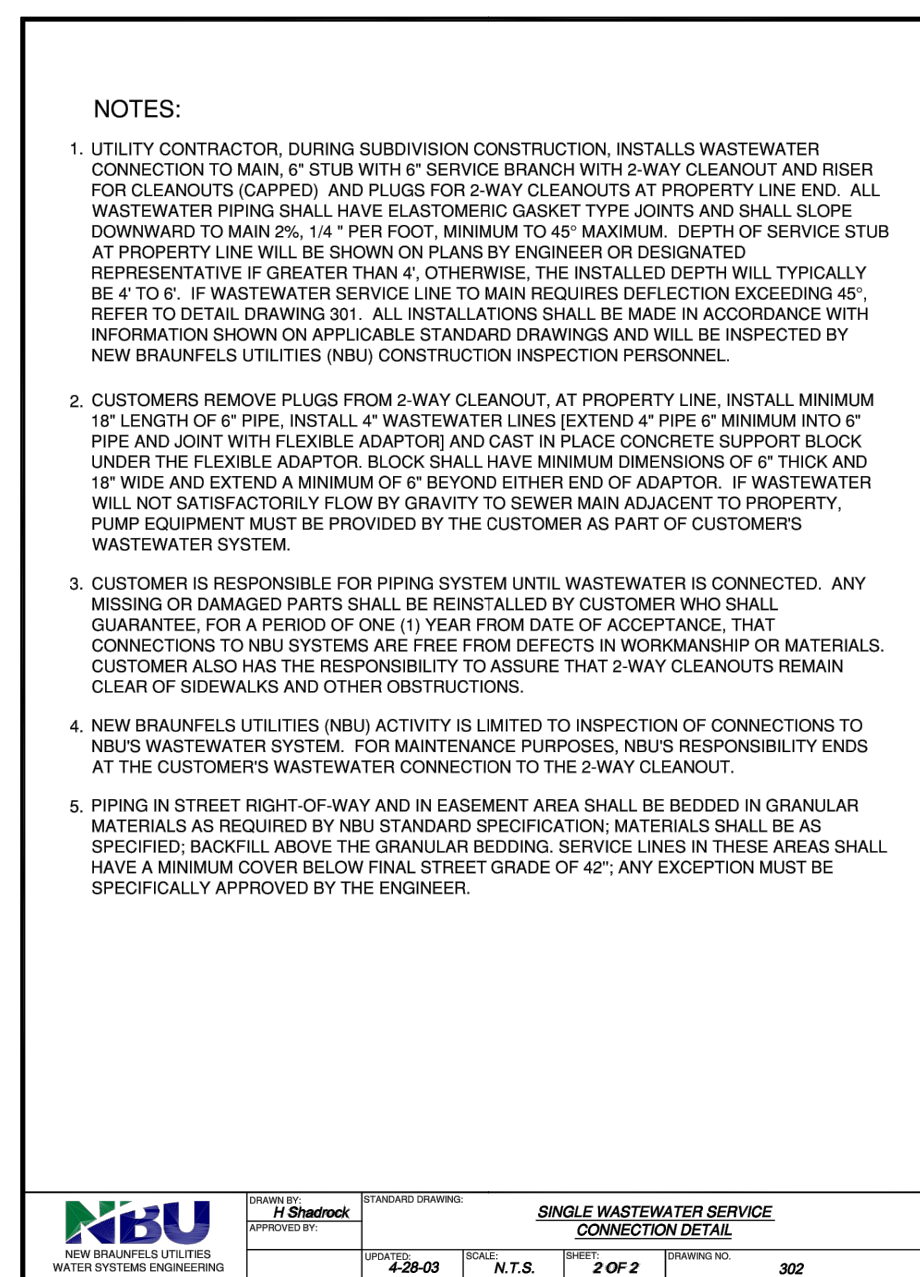 NOTES:
1. UTILITY CONTRACTOR, DURING SUBDIVISION CONSTRUCTION, INSTALLS WASTEWATER
CONNECTION TO MAIN, 6" STUB WITH 6" SERVICE BRANCH WITH 2-WAY CLEANOUT AND RISER
FOR CLEANOUTS (CAPPED) AND PLUGS FOR 2-WAY CLEANOUTS AT PROPERTY LINE END. ALL
WASTEWATER PIPING SHALL HAVE ELASTOMERIC GASKET TYPE JOINTS AND SHALL SLOPE
DOWNWARD TO MAIN 2%, 1/4 " PER FOOT, MINIMUM TO 45° MAXIMUM. DEPTH OF SERVICE STUB
AT PROPERTY LINE WILL BE SHOWN ON PLANS BY ENGINEER OR DESIGNATED
REPRESENTATIVE IF GREATER THAN 4', OTHERWISE, THE INSTALLED DEPTH WILL TYPICALLY
BE 4' TO 6'. IF WASTEWATER SERVICE LINE TO MAIN REQUIRES DEFLECTION EXCEEDING 45°,
REFER TO DETAIL DRAWING 301. ALL INSTALLATIONS SHALL BE MADE IN ACCORDANCE WITH
INFORMATION SHOWN ON APPLICABLE STANDARD DRAWINGS AND WILL BE INSPECTED BY
NEW BRAUNFELS UTILITIES (NBU) CONSTRUCTION INSPECTION PERSONNEL.
2. CUSTOMERS REMOVE PLUGS FROM 2-WAY CLEANOUT, AT PROPERTY LINE, INSTALL MINIMUM
18" LENGTH OF 6" PIPE, INSTALL 4" WASTEWATER LINES [EXTEND 4" PIPE 6" MINIMUM INTO 6"
PIPE AND JOINT WITH FLEXIBLE ADAPTOR] AND CAST IN PLACE CONCRETE SUPPORT BLOCK
UNDER THE FLEXIBLE ADAPTOR. BLOCK SHALL HAVE MINIMUM DIMENSIONS OF 6" THICK AND
18" WIDE AND EXTEND A MINIMUM OF 6" BEYOND EITHER END OF ADAPTOR. IF WASTEWATER
WILL NOT SATISFACTORILY FLOW BY GRAVITY TO SEWER MAIN ADJACENT TO PROPERTY,
PUMP EQUIPMENT MUST BE PROVIDED BY THE CUSTOMER AS PART OF CUSTOMER'S
WASTEWATER SYSTEM.
3. CUSTOMER IS RESPONSIBLE FOR PIPING SYSTEM UNTIL WASTEWATER IS CONNECTED. ANY
MISSING OR DAMAGED PARTS SHALL BE REINSTALLED BY CUSTOMER WHO SHALL
GUARANTEE, FOR A PERIOD OF ONE (1) YEAR FROM DATE OF ACCEPTANCE, THAT
CONNECTIONS TO NBU SYSTEMS ARE FREE FROM DEFECTS IN WORKMANSHIP OR MATERIALS.
CUSTOMER ALSO HAS THE RESPONSIBILITY TO ASSURE THAT 2-WAY CLEANOUTS REMAIN
CLEAR OF SIDEWALKS AND OTHER OBSTRUCTIONS.
4. NEW BRAUNFELS UTILITIES (NBU) ACTIVITY IS LIMITED TO INSPECTION OF CONNECTIONS TO
NBU'S WASTEWATER SYSTEM. FOR MAINTENANCE PURPOSES, NBU'S RESPONSIBILITY ENDS
AT THE CUSTOMER'S WASTEWATER CONNECTION TO THE 2-WAY CLEANOUT.
5. PIPING IN STREET RIGHT-OF-WAY AND IN EASEMENT AREA SHALL BE BEDDED IN GRANULAR
MATERIALS AS REQUIRED BY NBU STANDARD SPECIFICATION; MATERIALS SHALL BE AS
SPECIFIED; BACKFILL ABOVE THE GRANULAR BEDDING. SERVICE LINES IN THESE AREAS SHALL
HAVE A MINIMUM COVER BELOW FINAL STREET GRADE OF 42"; ANY EXCEPTION MUST BE
SPECIFICALLY APPROVED BY THE ENGINEER.
NBU
NEW BRAUNFELS UTILITIES
WATER SYSTEMS ENGINEERING
DRAWN BY:
H Shadrock
APPROVED BY:
STANDARD DRAWING:
SINGLE WASTEWATER SERVICE
CONNECTION DETAIL
UPDATED:
4-28-03
SCALE:
N.T.S.
SHEET:
2 OF 2
DRAWING NO.
302